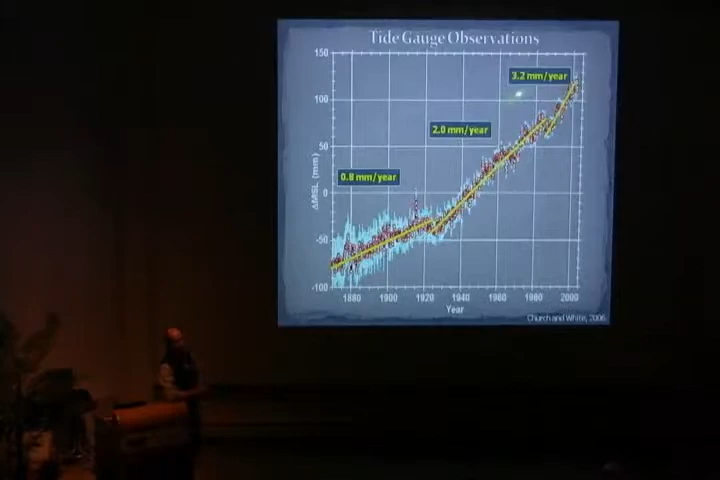 Tide Gauge Observations
150
100
50
0
-50
-100
3.2 mm/year
2.0 mm/year
0.8 mm/year
ΔMSL (mm)
1880 1900 1920 1940 1960 1980 2000
Year
Church and White, 2006